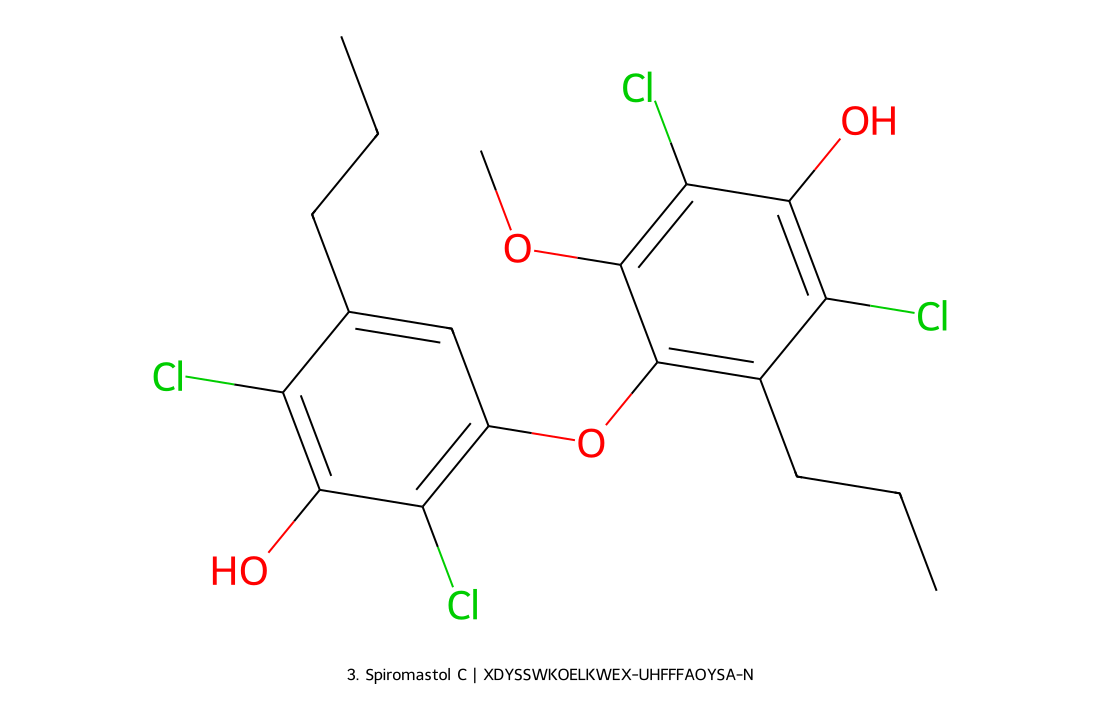 Cl
OH
O
Cl
Cl
O
HO
Cl
3. Spiromastol C | XDYSSWKOELKWEX-UHFFFAOYSA-N